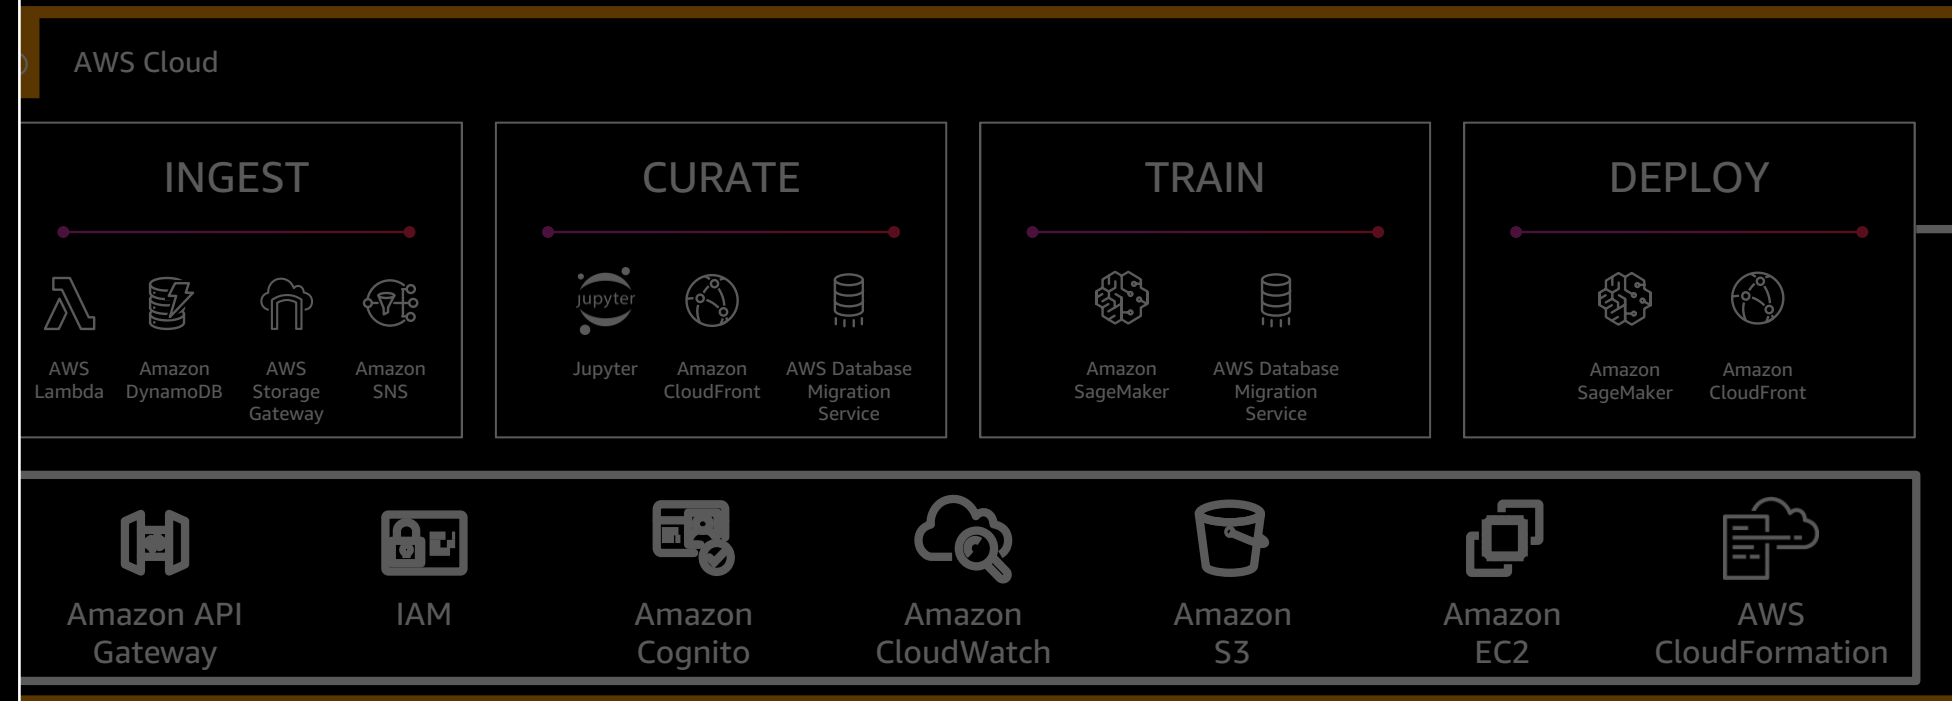 AWS Cloud
INGEST
AWS
Lambda
Amazon
DynamoDB
AWS
Storage
Gateway
Amazon
SNS
CURATE
jupyter
Jupyter
Amazon
CloudFront
AWS Database
Migration
Service
TRAIN
Amazon
SageMaker
AWS Database
Migration
Service
DEPLOY
Amazon
SageMaker
Amazon
CloudFront
Amazon API
Gateway
IAM
Amazon
Cognito
Amazon
CloudWatch
Amazon
S3
Amazon
EC2
AWS
CloudFormation